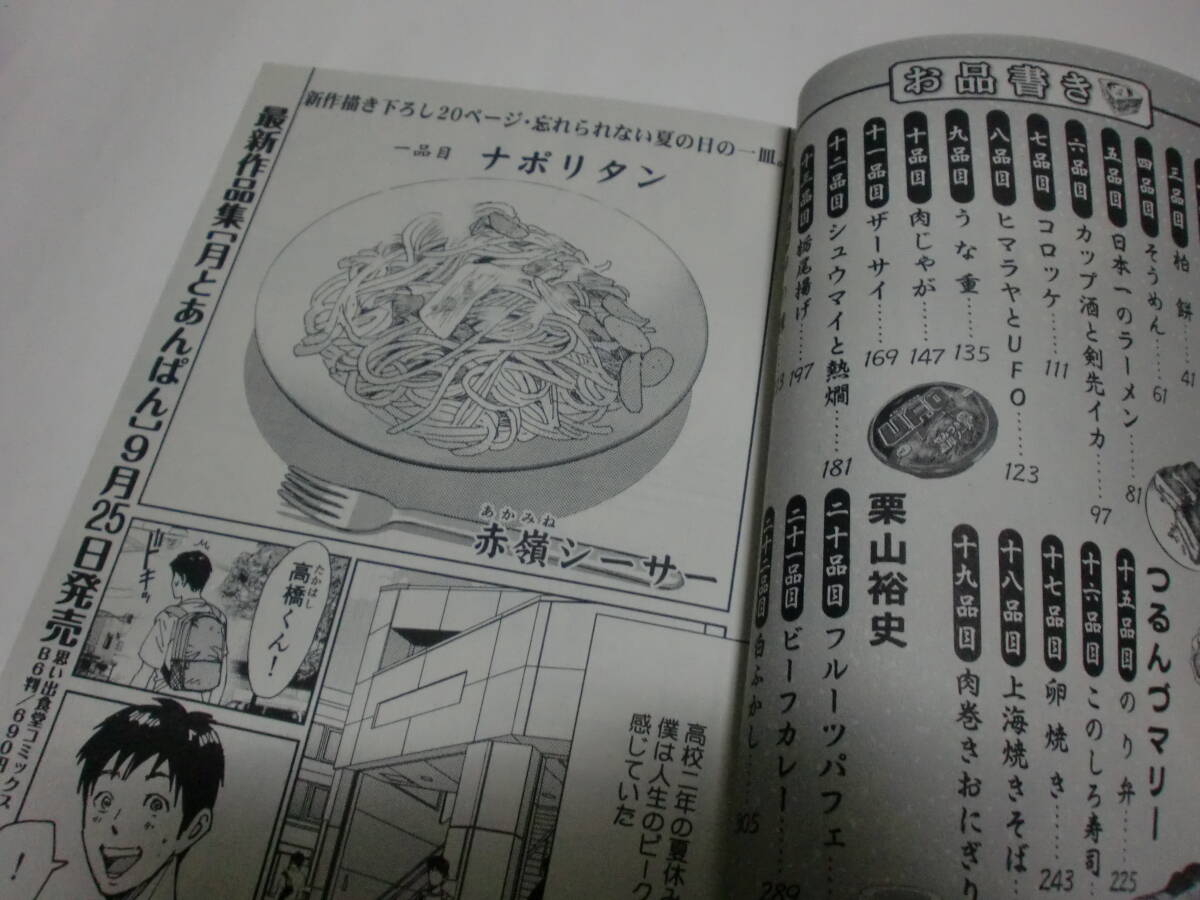 お品書き
三品目 柏餅……41
四品目 そうめん……61
五品目 日本一のラーメン……81
六品目 カップ酒と剣先イカ……97
七品目 コロッケ……111
八品目 ヒマラヤとUFO……123
九品目 うな重……135
十品目 肉じゃが……147
十一品目 ザーサイ……169
十二品目 シュウマイと熱燗……181
十三品目 栃尾揚げ……197
UFO
つるんづマリー
十五品目 のり弁……225
十六品目 このしろ寿司
十七品目 卵焼き……243
十八品目 上海焼きそば
十九品目 肉巻きおにぎり
栗山裕史
二十品目 フルーツパフェ
二十一品目 ビーフカレー……289
二十二品目 白ふかし……305
新作描き下ろし20ページ・忘れられない夏の日の一皿。
一品目 ナポリタン
あかみね
赤嶺シーサー
高校二年の夏休み
僕は人生のピーク
感じていた
たかはし
高橋くん!
ドキッ
!
最新作品集「月とあんぱん」9月25日発売
思い出食堂コミックス
B6判/690円